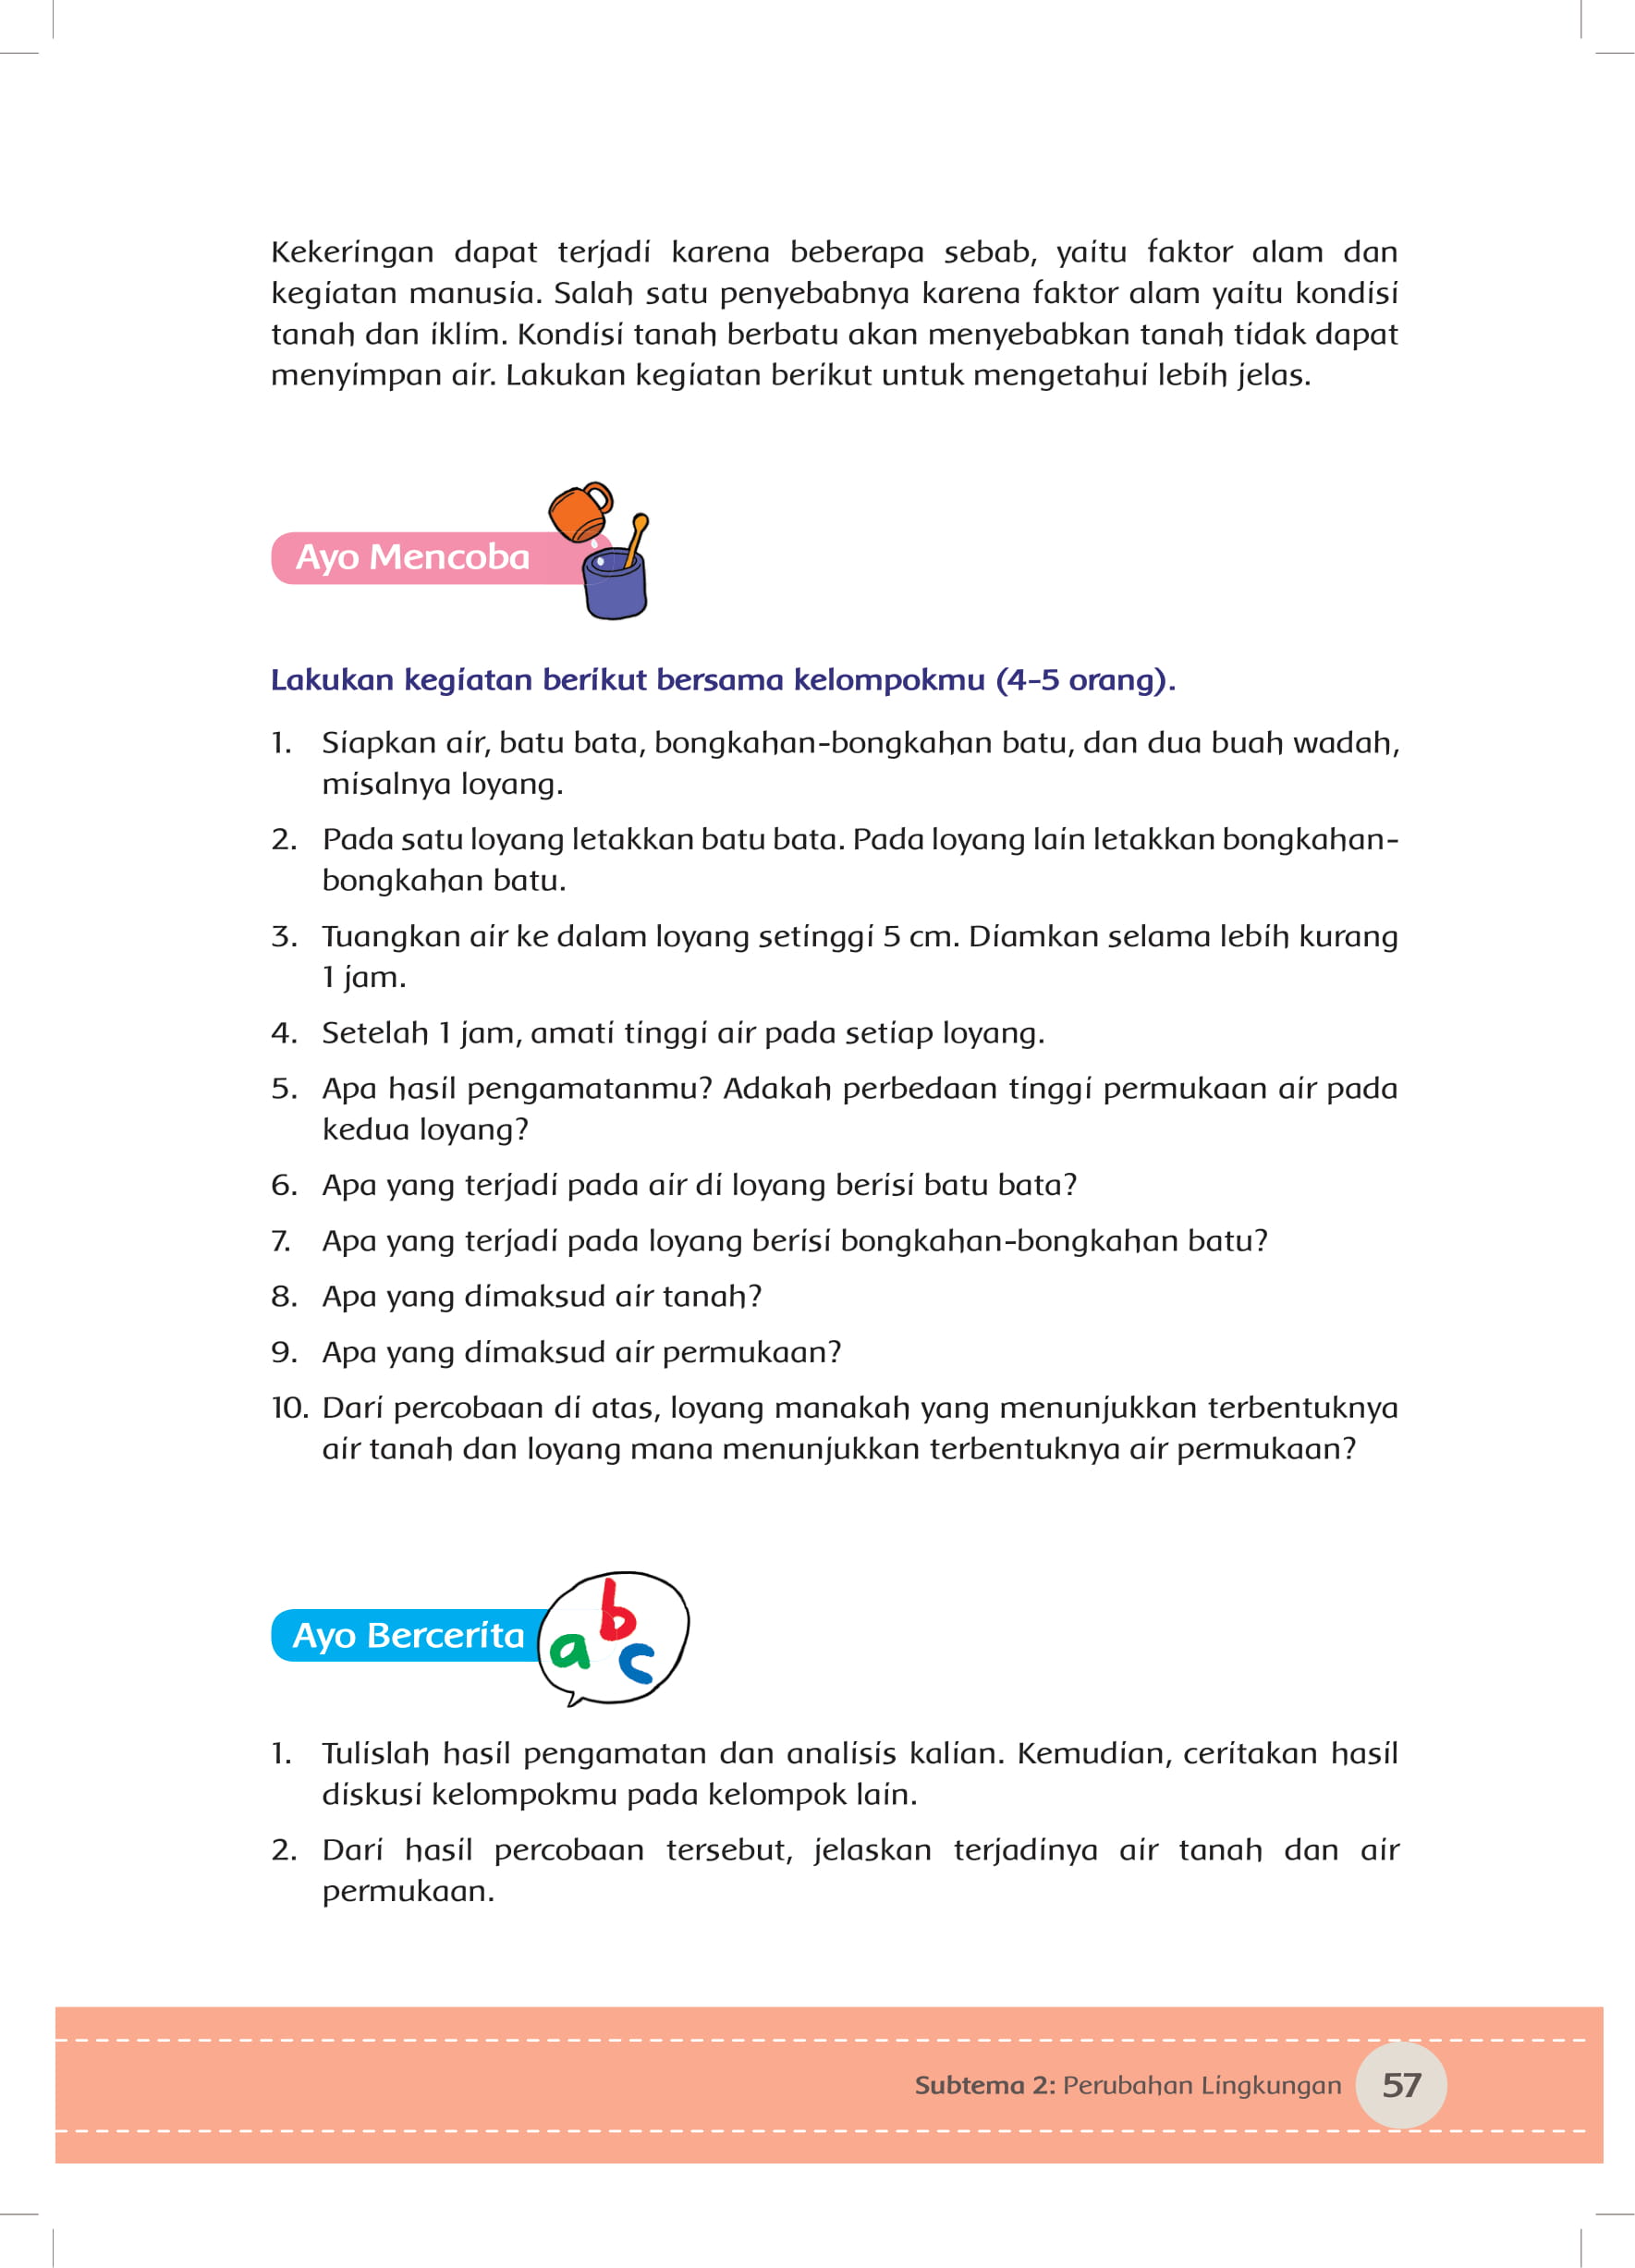 Kekeringan dapat terjadi karena beberapa sebab, yaitu faktor alam dan
kegiatan manusia. Salah satu penyebabnya karena faktor alam yaitu kondisi
tanah dan iklim. Kondisi tanah berbatu akan menyebabkan tanah tidak dapat
menyimpan air. Lakukan kegiatan berikut untuk mengetahui lebih jelas.
Ayo Mencoba
Lakukan kegiatan berikut bersama kelompokmu (4-5 orang).
1. Siapkan air, batu bata, bongkahan-bongkahan batu, dan dua buah wadah,
misalnya loyang.
2. Pada satu loyang letakkan batu bata. Pada loyang lain letakkan bongkahan-
bongkahan batu.
3. Tuangkan air ke dalam loyang setinggi 5 cm. Diamkan selama lebih kurang
1 jam.
4. Setelah 1 jam, amati tinggi air pada setiap loyang.
5. Apa hasil pengamatanmu? Adakah perbedaan tinggi permukaan air pada
kedua loyang?
6. Apa yang terjadi pada air di loyang berisi batu bata?
7. Apa yang terjadi pada loyang berisi bongkahan-bongkahan batu?
8. Apa yang dimaksud air tanah?
9. Apa yang dimaksud air permukaan?
10. Dari percobaan di atas, loyang manakah yang menunjukkan terbentuknya
air tanah dan loyang mana menunjukkan terbentuknya air permukaan?
Ayo Bercerita
a b c
1. Tulislah hasil pengamatan dan analisis kalian. Kemudian, ceritakan hasil
diskusi kelompokmu pada kelompok lain.
2. Dari hasil percobaan tersebut, jelaskan terjadinya air tanah dan air
permukaan.
Subtema 2: Perubahan Lingkungan 57